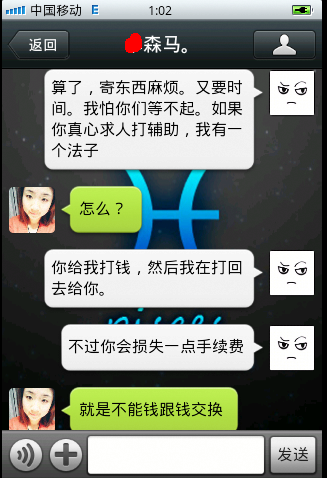 中国移动 E 1:02
返回 森马。
算了，寄东西麻烦。又要时
间。我怕你们等不起。如果
你真心求人打辅助，我有一
个法子
怎么？
你给我打钱，然后我在打回
去给你。
不过你会损失一点手续费
就是不能钱跟钱交换
发送